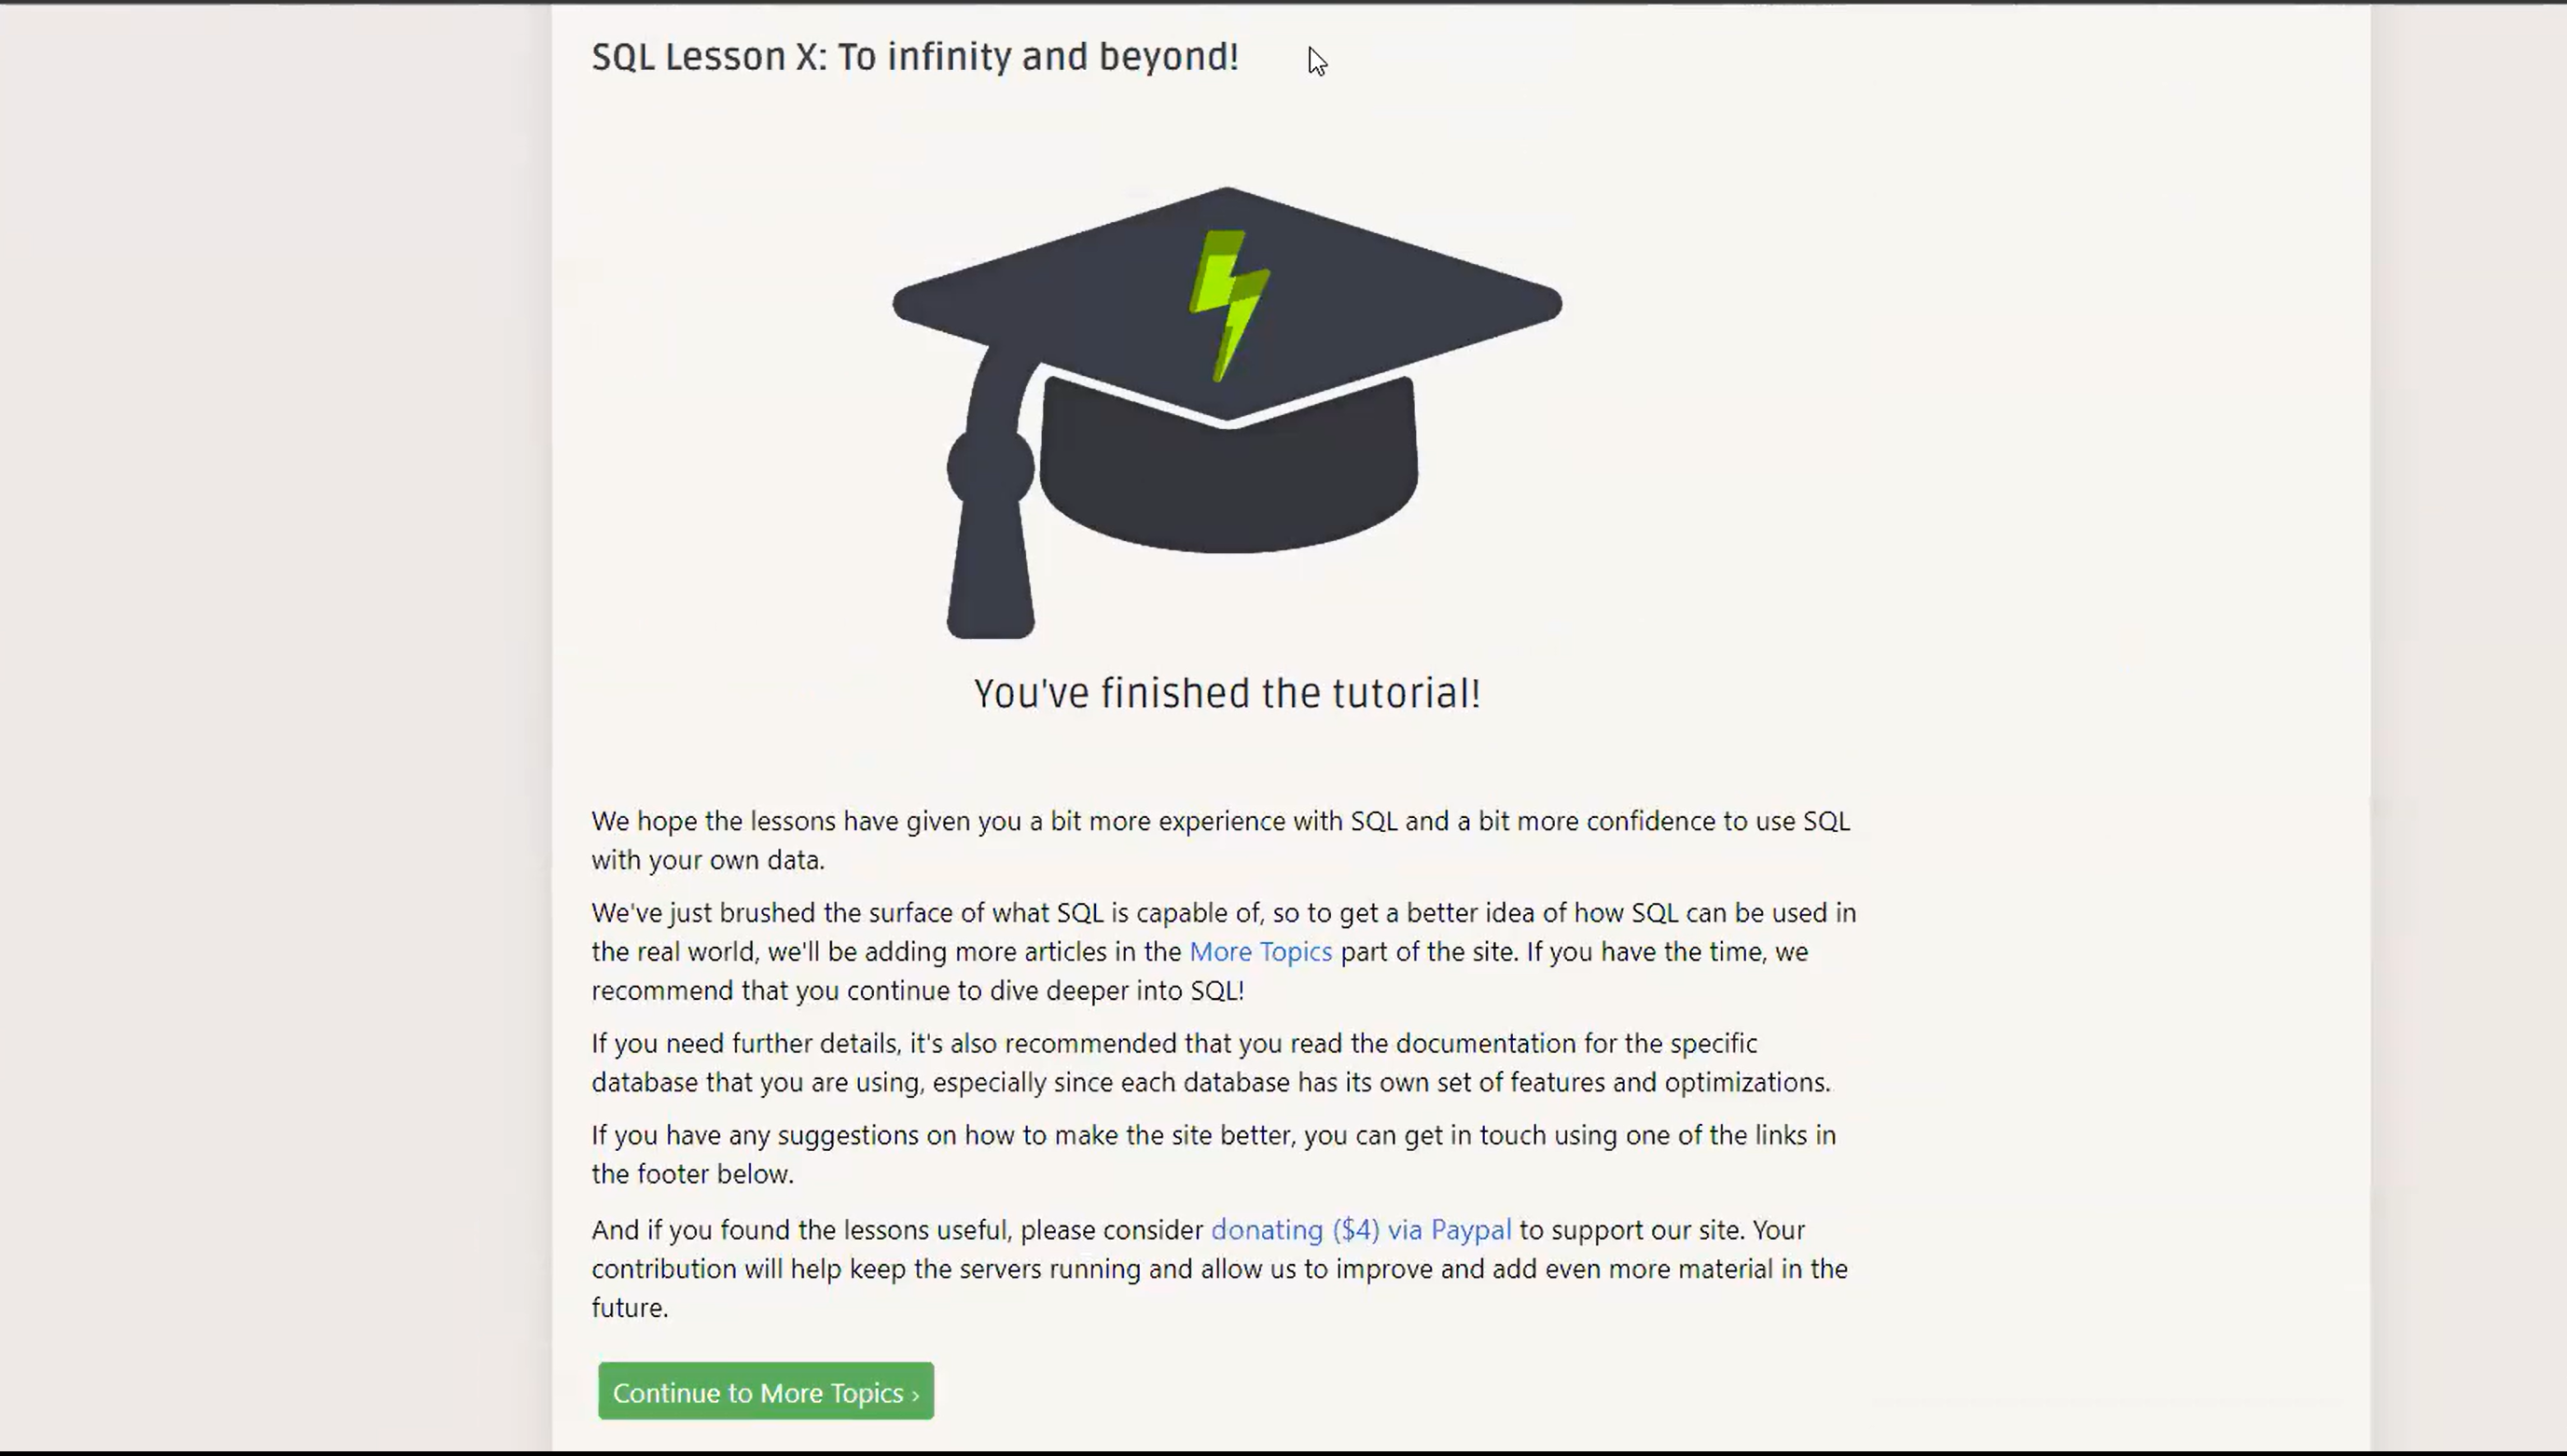 SQL Lesson X: To infinity and beyond!
You've finished the tutorial!
We hope the lessons have given you a bit more experience with SQL and a bit more confidence to use SQL
with your own data.
We've just brushed the surface of what SQL is capable of, so to get a better idea of how SQL can be used in
the real world, we'll be adding more articles in the More Topics part of the site. If you have the time, we
recommend that you continue to dive deeper into SQL!
If you need further details, it's also recommended that you read the documentation for the specific
database that you are using, especially since each database has its own set of features and optimizations.
If you have any suggestions on how to make the site better, you can get in touch using one of the links in
the footer below.
And if you found the lessons useful, please consider donating ($4) via Paypal to support our site. Your
contribution will help keep the servers running and allow us to improve and add even more material in the
future.
Continue to More Topics ›